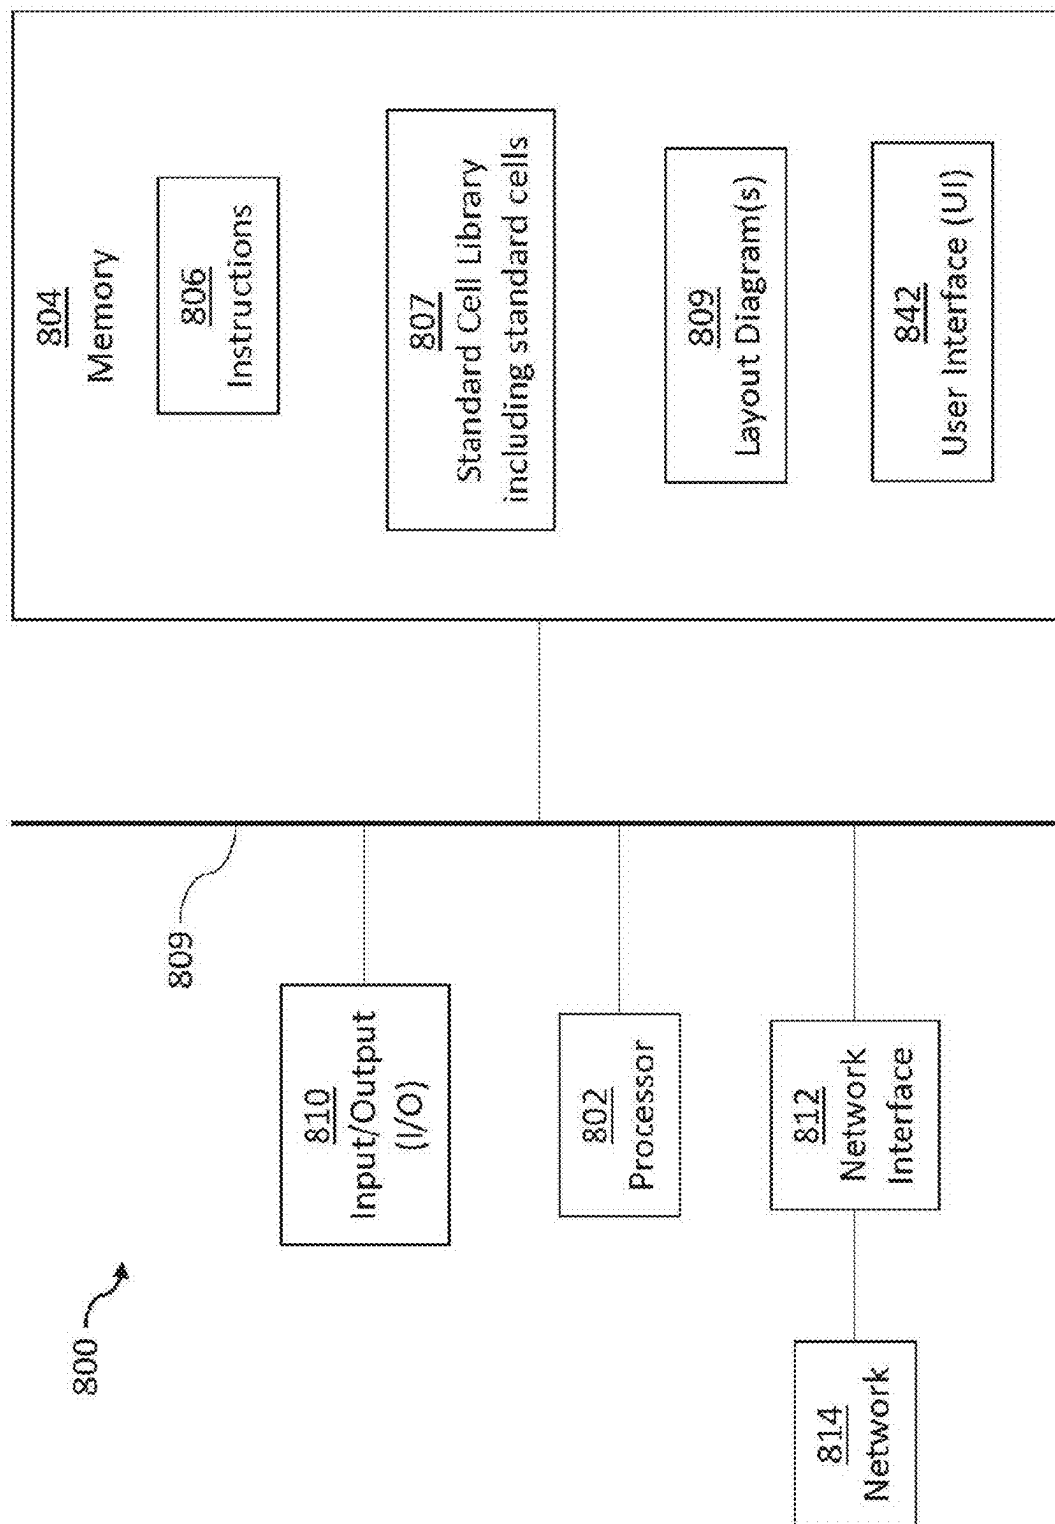 800
804
Memory
806
Instructions
807
Standard Cell Library
including standard cells
809
Layout Diagram(s)
842
User Interface (UI)
809
810
Input/Output
(I/O)
802
Processor
812
Network
Interface
814
Network